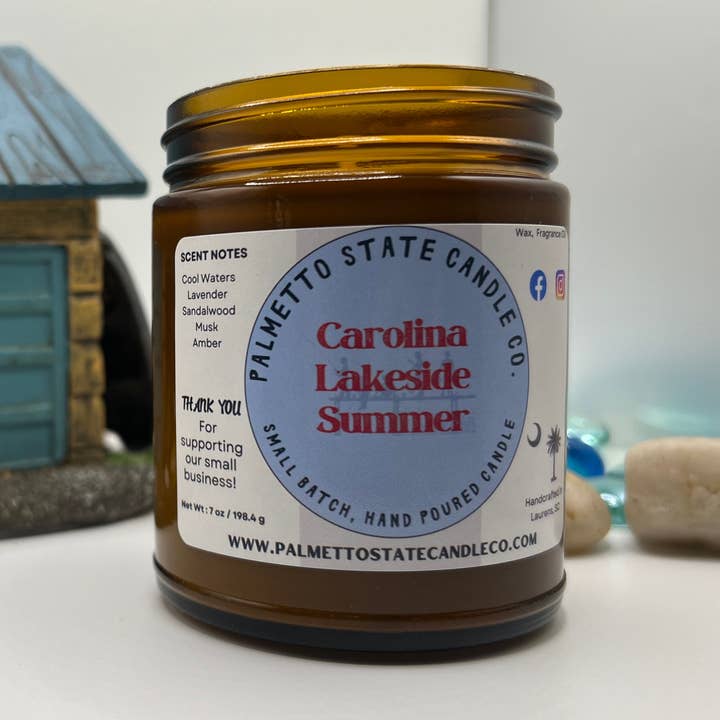 SCENT NOTES
Cool Waters
Lavender
Sandalwood
Musk
Amber
THANK YOU
For
supporting
our small
business!
Net Wt: 7 oz / 198.4 g
PALMETTO STATE CANDLE CO.
Carolina
Lakeside
Summer
SMALL BATCH, HAND POURED CANDLE
WWW.PALMETTOSTATECANDLECO.COM
Wax, Fragrance
Handcrafted
Laurens, SC